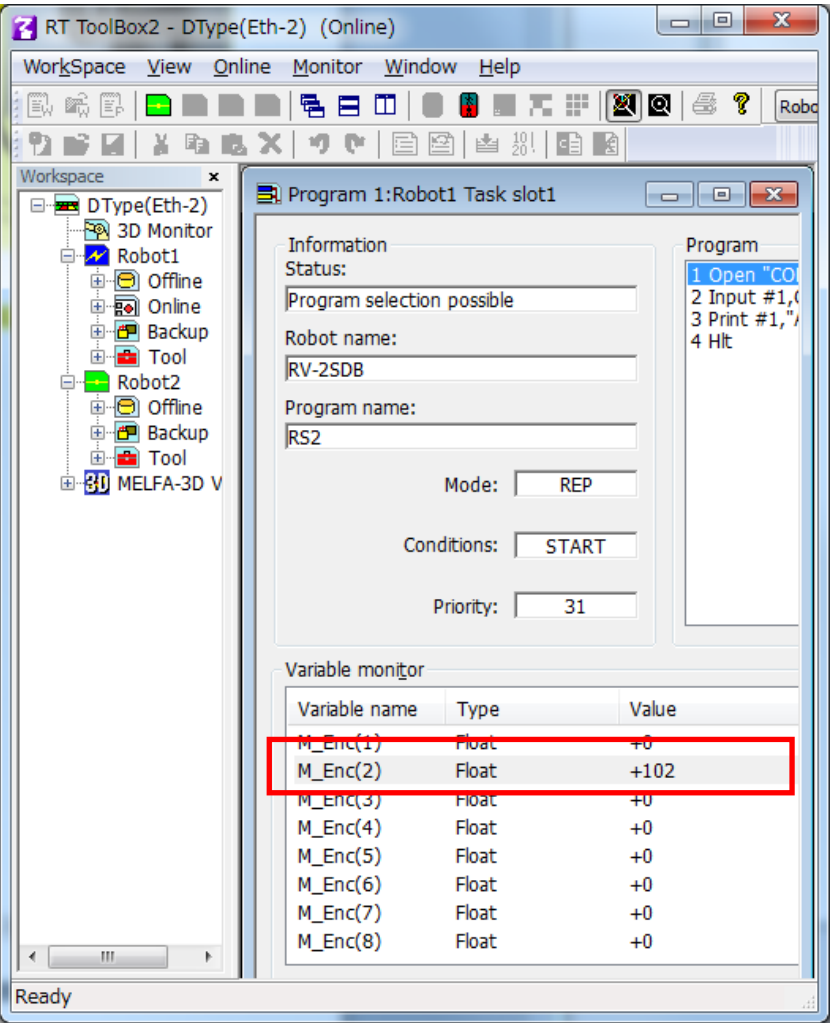 RT ToolBox2 - DType(Eth-2) (Online)
WorkSpace View Online Monitor Window Help
Robo
Workspace
DType(Eth-2)
3D Monitor
Robot1
Offline
Online
Backup
Tool
Robot2
Offline
Backup
Tool
MELFA-3D V
Program 1:Robot1 Task slot1
Information
Status:
Program selection possible
Robot name:
RV-2SDB
Program name:
RS2
Mode: REP
Conditions: START
Priority: 31
Program
1 Open "CO
2 Input #1,
3 Print #1,"
4 Hlt
Variable monitor
Variable name Type Value
M_Enc(1) Float +0
M_Enc(2) Float +102
M_Enc(3) Float +0
M_Enc(4) Float +0
M_Enc(5) Float +0
M_Enc(6) Float +0
M_Enc(7) Float +0
M_Enc(8) Float +0
Ready